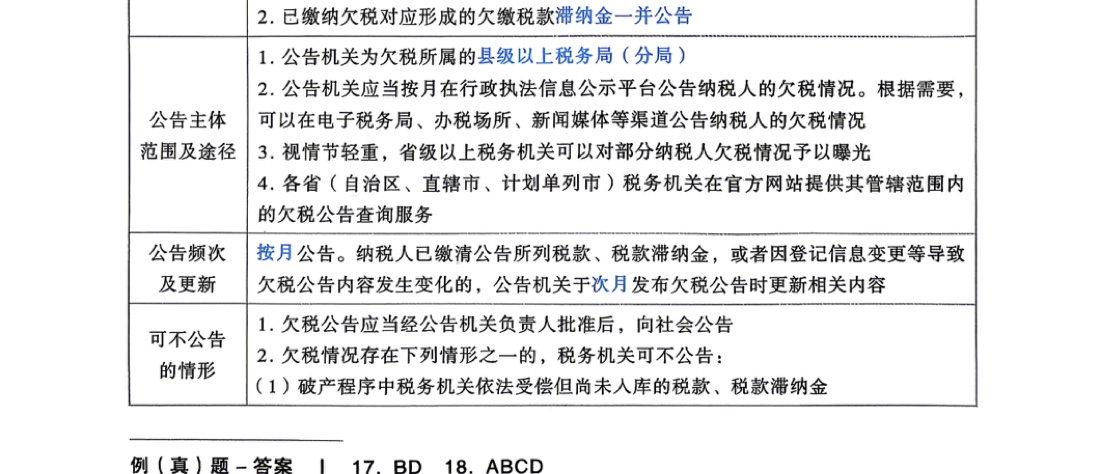 2. 已缴纳欠税对应形成的欠缴税款滞纳金一并公告
公告主体
范围及途径
1. 公告机关为欠税所属的县级以上税务局（分局）
2. 公告机关应当按月在行政执法信息公示平台公告纳税人的欠税情况。根据需要，
可以在电子税务局、办税场所、新闻媒体等渠道公告纳税人的欠税情况
3. 视情节轻重，省级以上税务机关可以对部分纳税人欠税情况予以曝光
4. 各省（自治区、直辖市、计划单列市）税务机关在官方网站提供其管辖范围内
的欠税公告查询服务
公告频次
及更新
按月公告。纳税人已缴清公告所列税款、税款滞纳金，或者因登记信息变更等导致
欠税公告内容发生变化的，公告机关于次月发布欠税公告时更新相关内容
可不公告
的情形
1. 欠税公告应当经公告机关负责人批准后，向社会公告
2. 欠税情况存在下列情形之一的，税务机关可不公告：
（1）破产程序中税务机关依法受偿但尚未入库的税款、税款滞纳金
例（真）题－答案 | 17. BD 18. ABCD